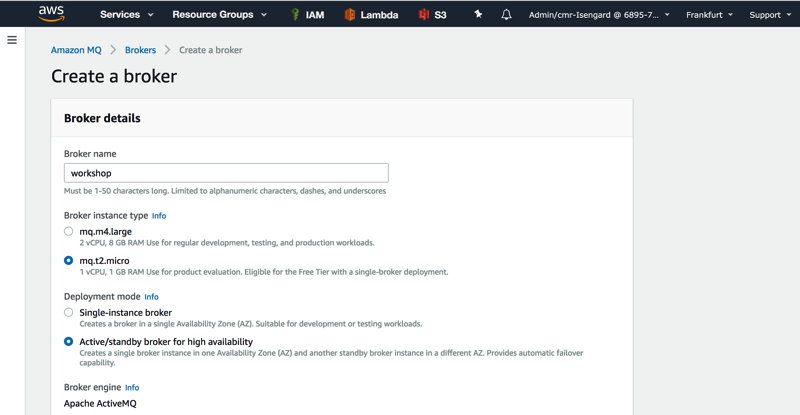 aws Services Resource Groups IAM Lambda S3 Admin/cmr-Isengard @ 6895-7... Frankfurt Support
Amazon MQ > Brokers > Create a broker
Create a broker
Broker details
Broker name
workshop
Must be 1-50 characters long. Limited to alphanumeric characters, dashes, and underscores
Broker instance type Info
mq.m4.large
2 vCPU, 8 GB RAM Use for regular development, testing, and production workloads.
mq.t2.micro
1 vCPU, 1 GB RAM Use for product evaluation. Eligible for the Free Tier with a single-broker deployment.
Deployment mode Info
Single-instance broker
Creates a broker in a single Availability Zone (AZ). Suitable for development or testing workloads.
Active/standby broker for high availability
Creates a single broker instance in one Availability Zone (AZ) and another standby broker instance in a different AZ. Provides automatic failover
capability.
Broker engine Info
Apache ActiveMQ